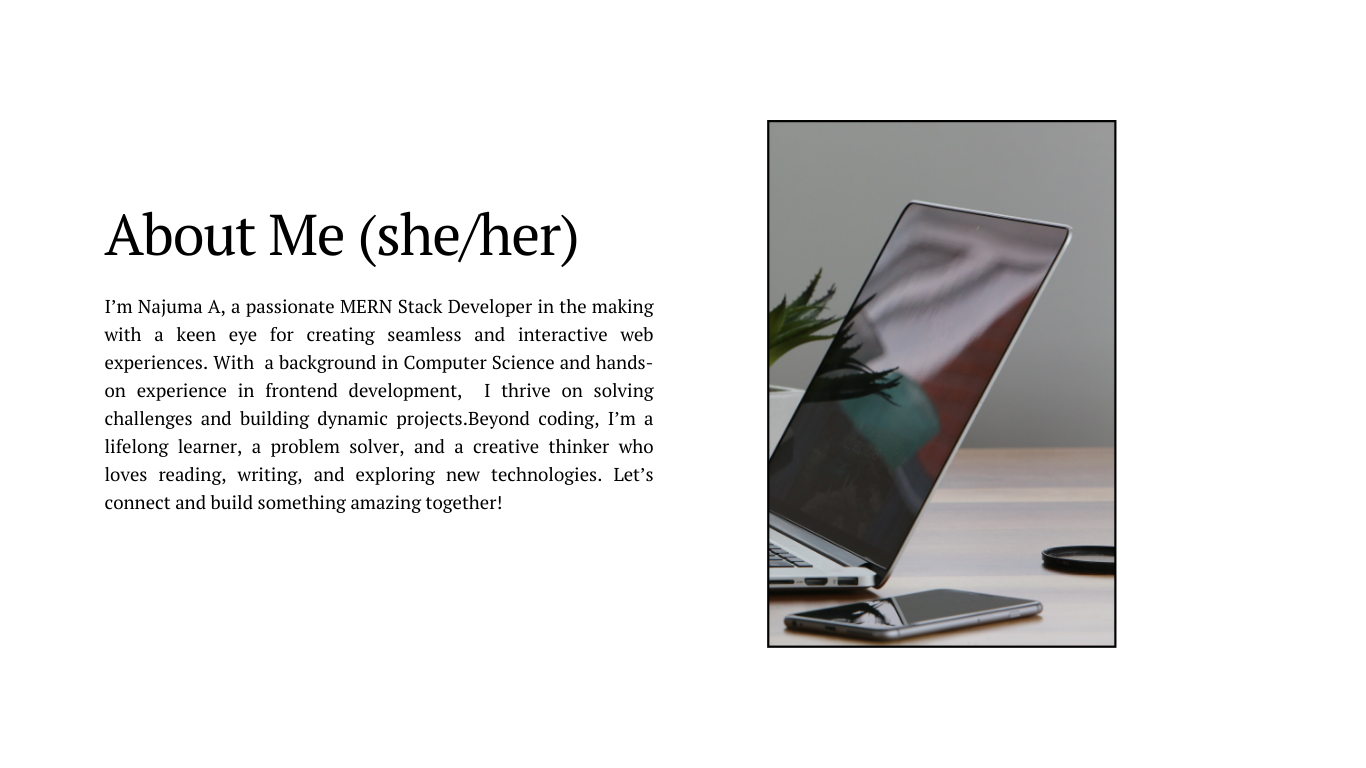 About Me (she/her)
I’m Najuma A, a passionate MERN Stack Developer in the making
with a keen eye for creating seamless and interactive web
experiences. With  a background in Computer Science and hands-
on experience in frontend development,  I thrive on solving
challenges and building dynamic projects.Beyond coding, I’m a
lifelong learner, a problem solver, and a creative thinker who
loves reading, writing, and exploring new technologies. Let’s
connect and build something amazing together!